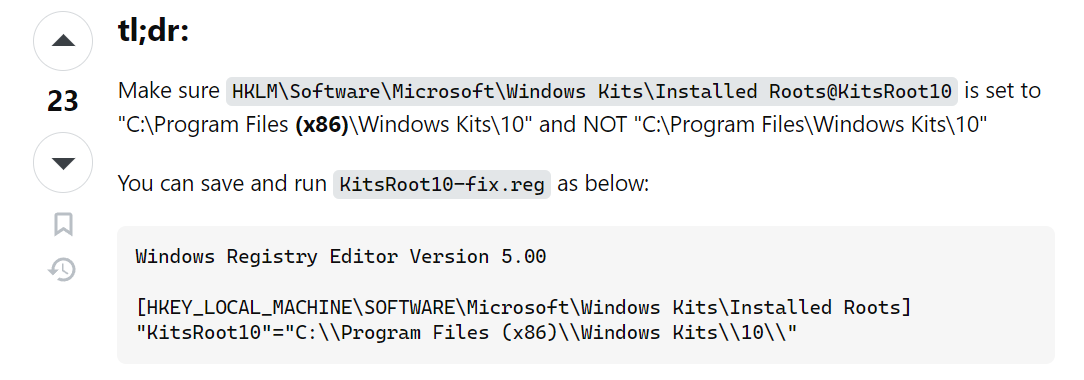 tl;dr:
23
Make sure HKLM\Software\Microsoft\Windows Kits\Installed Roots@KitsRoot10 is set to
"C:\Program Files (x86)\Windows Kits\10" and NOT "C:\Program Files\Windows Kits\10"
You can save and run KitsRoot10-fix.reg as below:
Windows Registry Editor Version 5.00
[HKEY_LOCAL_MACHINE\SOFTWARE\Microsoft\Windows Kits\Installed Roots]
"KitsRoot10"="C:\\Program Files (x86)\\Windows Kits\\10\\"